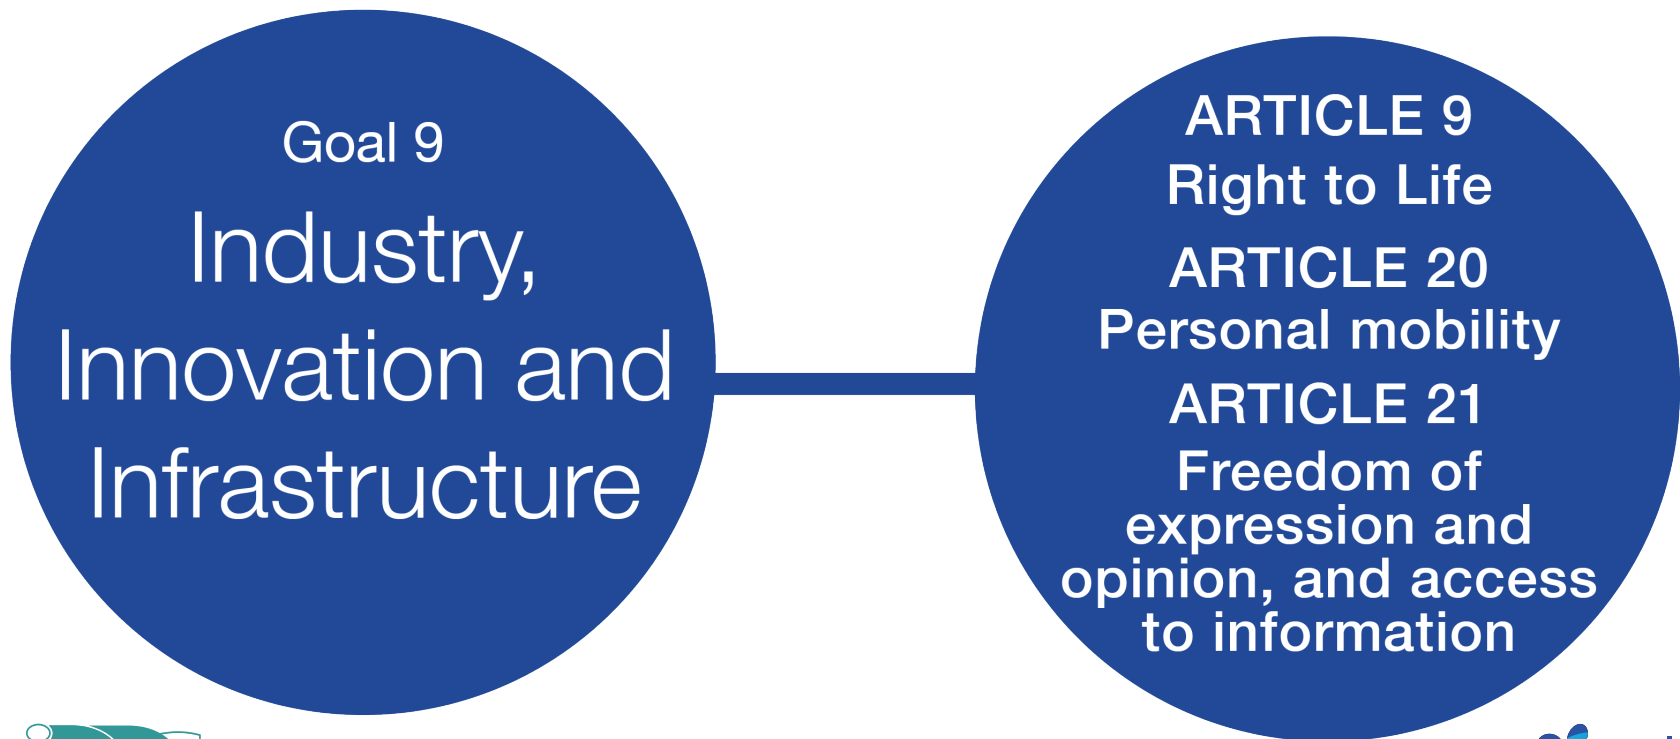 Goal 9
Industry,
Innovation and
Infrastructure
ARTICLE 9
Right to Life
ARTICLE 20
Personal mobility
ARTICLE 21
Freedom of
expression and
opinion, and access
to information